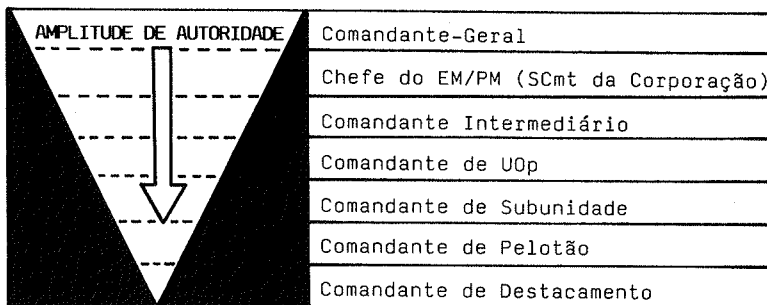 AMPLITUDE DE AUTORIDADE
Comandante-Geral
Chefe do EM/PM (SCmt da Corporação)
Comandante Intermediário
Comandante de UOp
Comandante de Subunidade
Comandante de Pelotão
Comandante de Destacamento